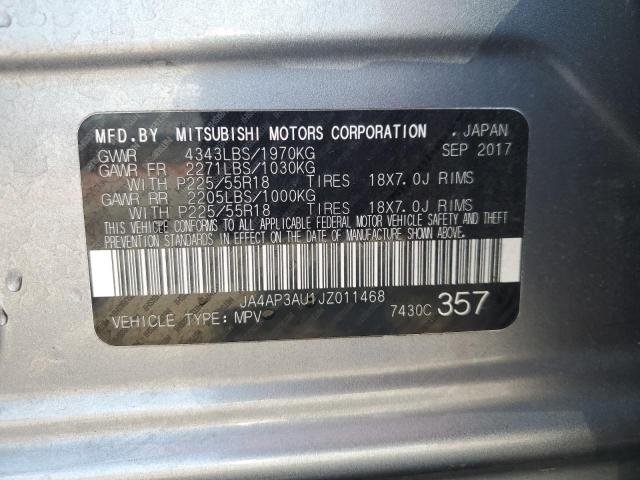 MFD.BY MITSUBISHI MOTORS CORPORATION . JAPAN
GVWR 4343LBS/1970KG SEP 2017
GAWR FR 2271LBS/1030KG
WITH P225/55R18 TIRES 18X7.0J RIMS
GAWR RR 2205LBS/1000KG
WITH P225/55R18 TIRES 18X7.0J RIMS
THIS VEHICLE CONFORMS TO ALL APPLICABLE FEDERAL MOTOR VEHICLE SAFETY AND THEFT
PREVENTION STANDARDS IN EFFECT ON THE DATE OF MANUFACTURE SHOWN ABOVE.
JA4AP3AU1JZ011468
VEHICLE TYPE:MPV 7430C 357